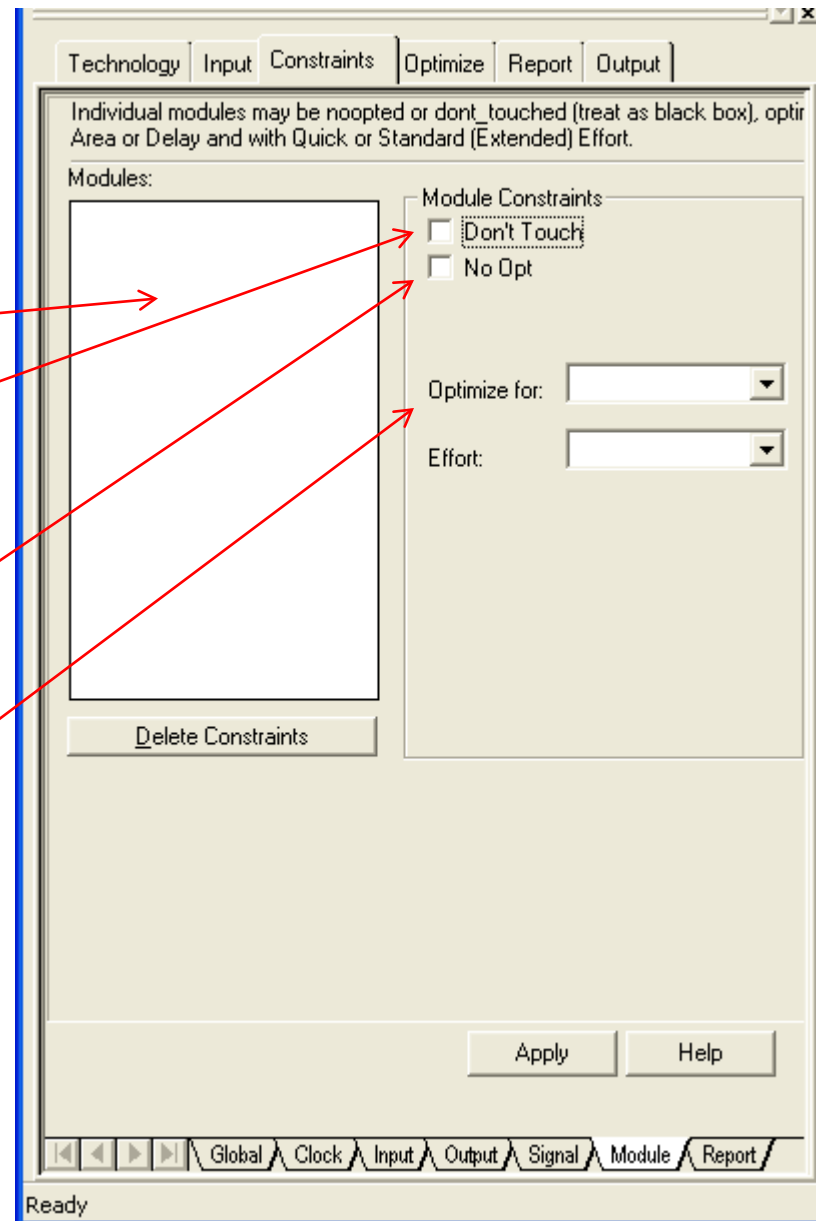 Technology Input Constraints Optimize Report Output
Individual modules may be noopted or dont_touched (treat as black box), optir
Area or Delay and with Quick or Standard (Extended) Effort.
Modules:
Module Constraints
Don't Touch
No Opt
Optimize for:
Effort:
Delete Constraints
Apply Help
Global Clock Input Output Signal Module Report
Ready